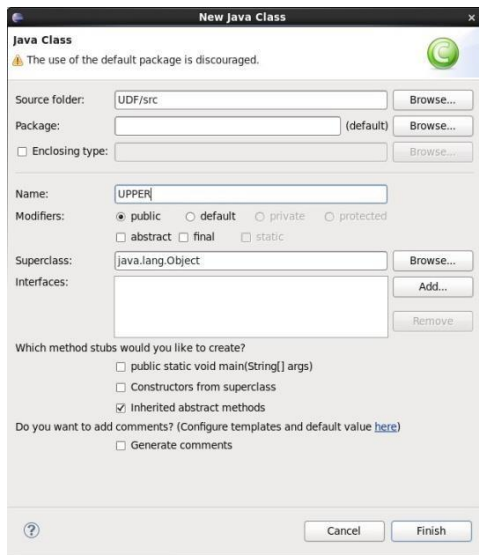 New Java Class
Java Class
The use of the default package is discouraged.
Source folder: UDF/src Browse...
Package: (default) Browse...
Enclosing type: Browse...
Name: UPPER
Modifiers: public default private protected
abstract final static
Superclass: java.lang.Object Browse...
Interfaces: Add...
Remove
Which method stubs would you like to create?
public static void main(String[] args)
Constructors from superclass
Inherited abstract methods
Do you want to add comments? (Configure templates and default value here)
Generate comments
? Cancel Finish